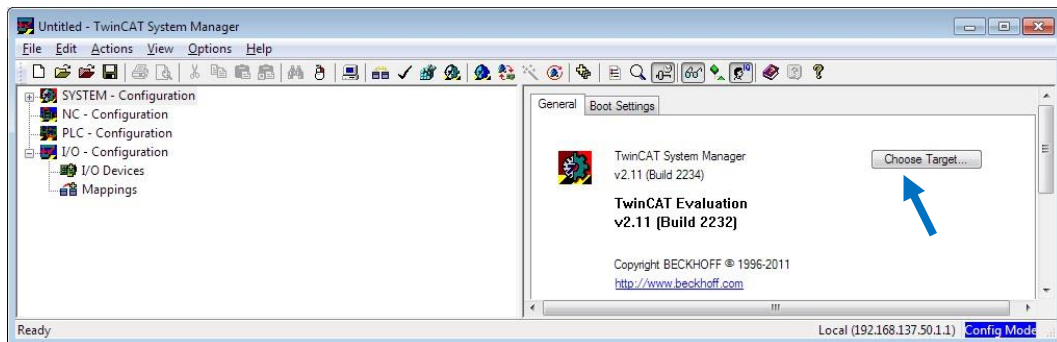 Untitled - TwinCAT System Manager
File Edit Actions View Options Help
SYSTEM - Configuration
NC - Configuration
PLC - Configuration
I/O - Configuration
I/O Devices
Mappings
General Boot Settings
TwinCAT System Manager
v2.11 (Build 2234)
Choose Target...
TwinCAT Evaluation
v2.11 (Build 2232)
Copyright BECKHOFF © 1996-2011
http://www.beckhoff.com
Ready
Local (192.168.137.50.1.1) Config Mode